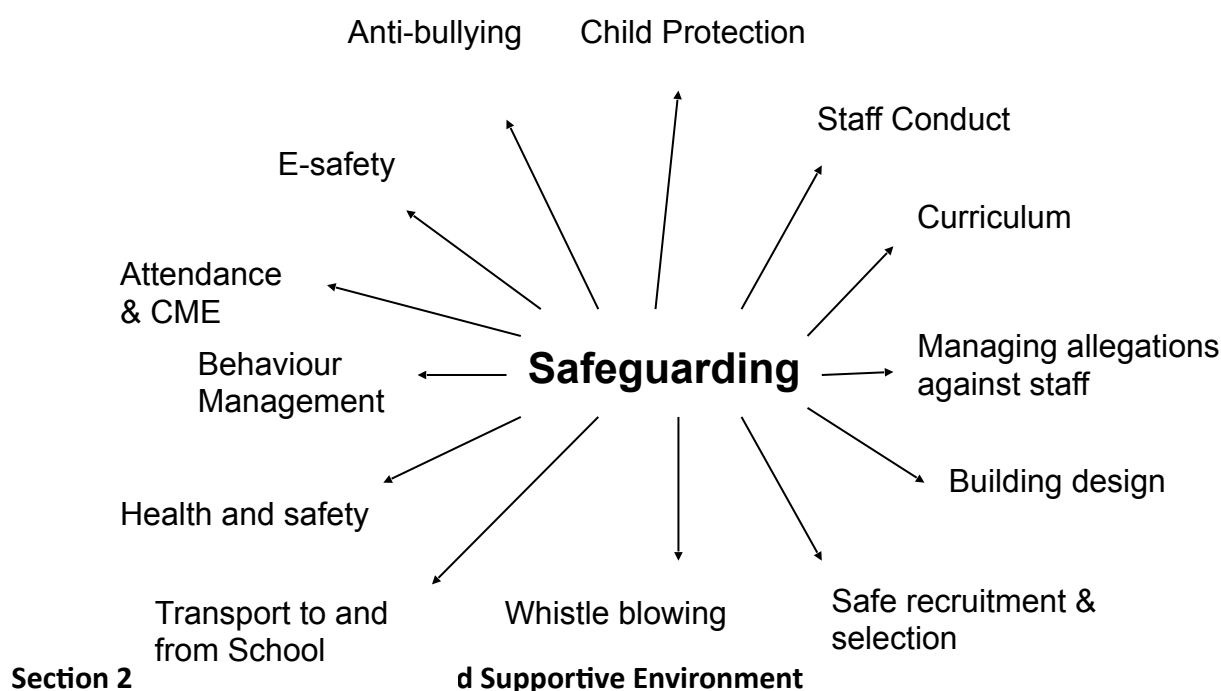 Anti-bullying
Child Protection
Staff Conduct
E-safety
Curriculum
Attendance
& CME
Managing allegations
against staff
Behaviour
Management
Safeguarding
Building design
Health and safety
Safe recruitment &
selection
Transport to and
from School
Whistle blowing
Section 2
d Supportive Environment